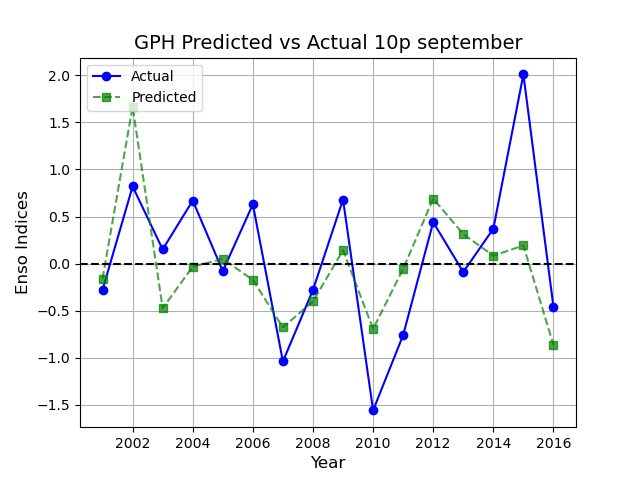 GPH Predicted vs Actual 10p september
Actual
Predicted
2.0
1.5
1.0
0.5
0.0
−0.5
−1.0
−1.5
Enso Indices
2002 2004 2006 2008 2010 2012 2014 2016
Year